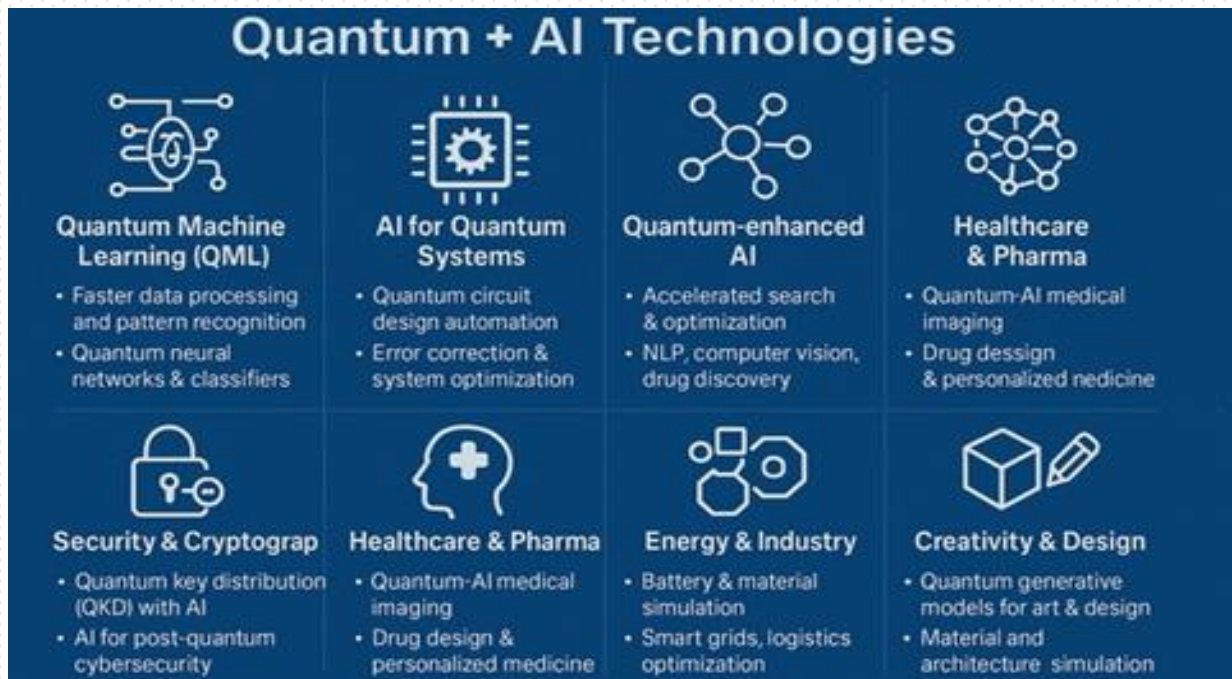 Quantum + AI Technologies
Quantum Machine
Learning (QML)
• Faster data processing
and pattern recognition
• Quantum neural
networks & classifiers
AI for Quantum
Systems
• Quantum circuit
design automation
• Error correction &
system optimization
Quantum-enhanced
AI
• Accelerated search
& optimization
• NLP, computer vision,
drug discovery
Healthcare
& Pharma
• Quantum-AI medical
imaging
• Drug dessign
& personalized nedicine
Security & Cryptograp
• Quantum key distribution
(QKD) with AI
• AI for post-quantum
cybersecurity
Healthcare & Pharma
• Quantum-AI medical
imaging
• Drug design &
personalized medicine
Energy & Industry
• Battery & material
simulation
• Smart grids, logistics
optimization
Creativity & Design
• Quantum generative
models for art & design
• Material and
architecture simulation